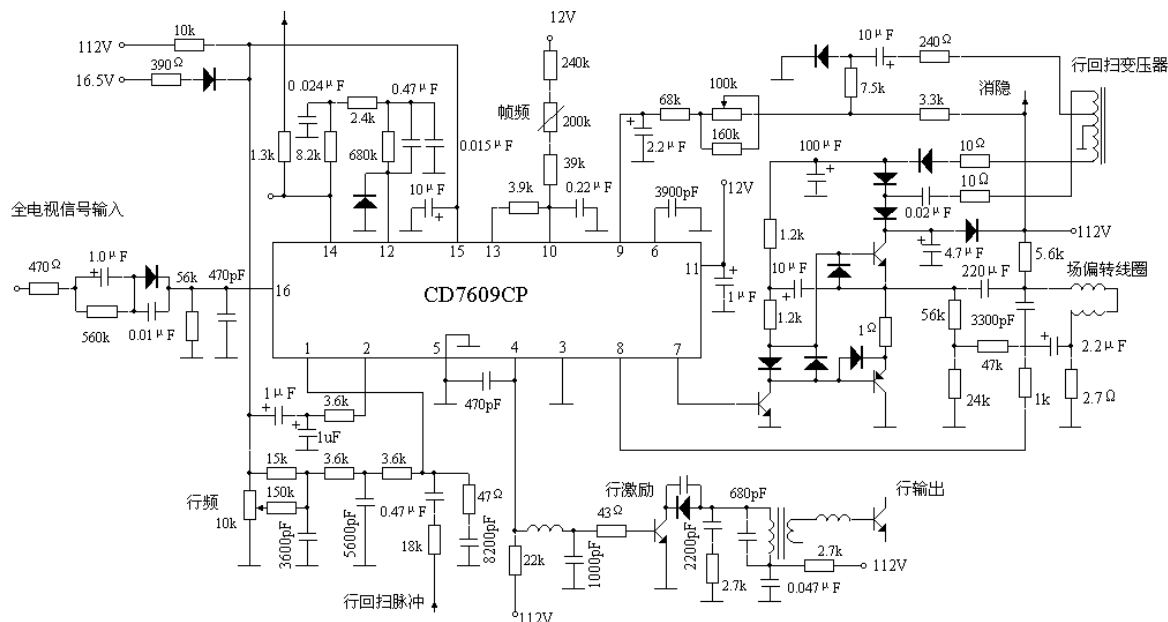 12V
10k
112V
390Ω
16.5V
10μF
240Ω
行回扫变压器
240k
0.024μF
0.47μF
2.4k
帧频
200k
68k
100k
7.5k
消隐
3.3k
1.3k
8.2k
680k
0.015μF
39k
2.2μF
160k
100μF
10Ω
10μF
3.9k
0.22μF
3900pF
12V
10Ω
0.02μF
全电视信号输入
14
12
15
13
10
9
6
11
1.2k
4.7μF
112V
5.6k
470Ω
1.0μF
56k
470pF
16
CD7609CP
1μF
10μF
220μF
场偏转线圈
560k
0.01μF
1.2k
56k
3300pF
1Ω
1
2
5
4
3
8
7
47k
2.2μF
470pF
1μF
3.6k
1uF
24k
1k
2.7Ω
15k
3.6k
3.6k
行频
150k
10k
0.47μF
47Ω
行激励
43Ω
680pF
行输出
3600pF
5600pF
18k
8200pF
22k
1000pF
2200pF
2.7k
2.7k
112V
0.047μF
行回扫脉冲
112V